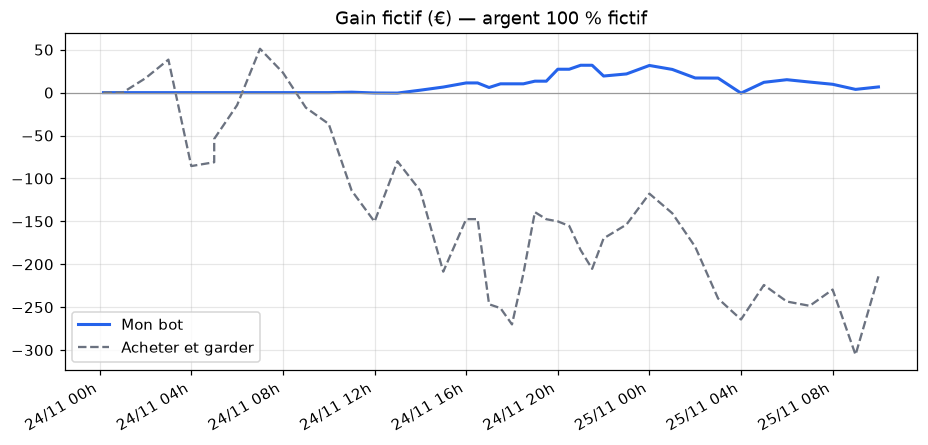 Gain fictif (€) — argent 100 % fictif
50
0
−50
−100
−150
−200
−250
−300
Mon bot
Acheter et garder
24/11 00h
24/11 04h
24/11 08h
24/11 12h
24/11 16h
24/11 20h
25/11 00h
25/11 04h
25/11 08h